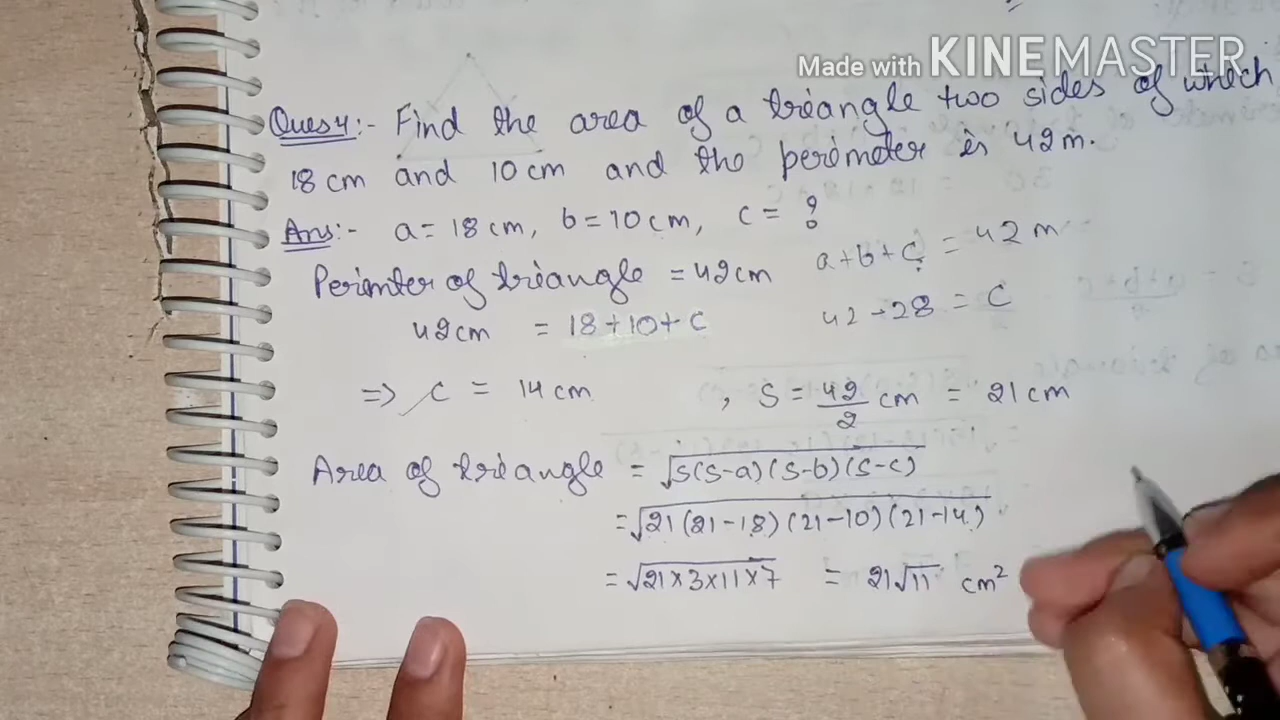 Made with KINEMASTER
Ques4:- Find the area of a triangle two sides of which
18 cm and 10 cm and the perimeter is 42 m.
Ans:- a = 18 cm, b = 10 cm, c = ?
a+b+c = 42 m
Perimter of triangle = 42 cm
42 - 28 = C
42 cm = 18 + 10 + c
=> c = 14 cm , S = 42/2 cm = 21 cm
Area of triangle = √s(s-a)(s-b)(s-c)
= √21(21-18)(21-10)(21-14)
= √21×3×11×7 = 21√11 cm²